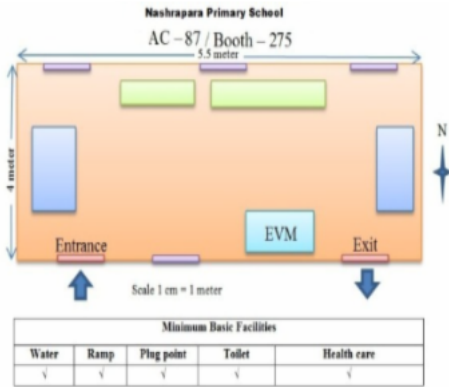 Nashrapara Primary School
AC – 87 / Booth – 275
5.5 meter
4 meter
N
EVM
Entrance
Exit
Scale 1 cm = 1 meter
Minimum Basic Facilities
Water Ramp Plug point Toilet Health care
√ √ √ √ √